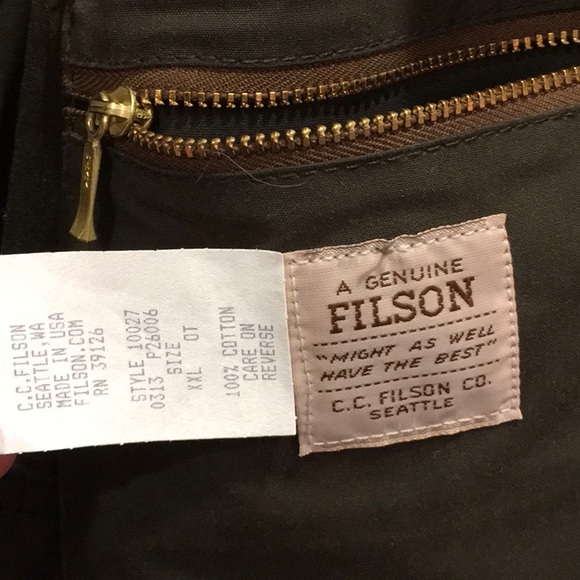 C.C.FILSON
SEATTLE,WA
MADE IN USA
FILSON.COM
RN 39126
STYLE 10027
0313 P26006
SIZE
XXL OT
100% COTTON
CARE ON
REVERSE
A GENUINE
FILSON
"MIGHT AS WELL
HAVE THE BEST"
C.C. FILSON CO.
SEATTLE